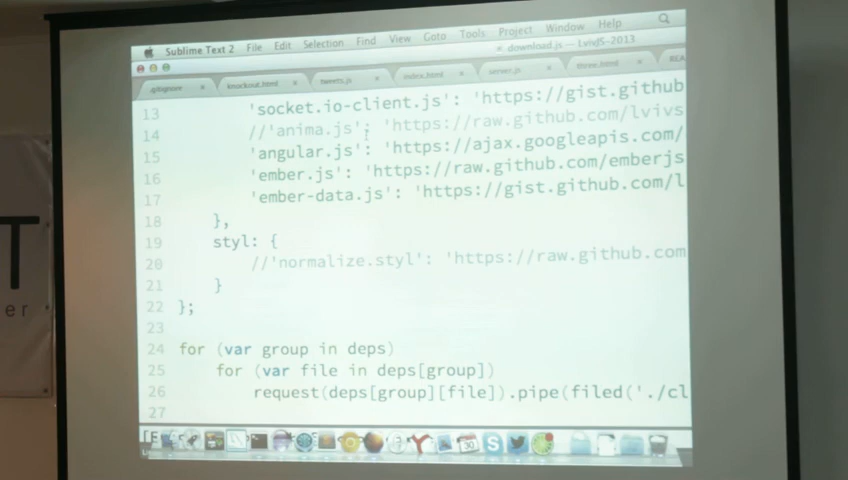 Sublime Text 2 File Edit Selection Find View Goto Tools Project Window Help
download.js — LvivJS-2013
.gitignore knockout.html tweets.js index.html server.js three.html REA
13 'socket.io-client.js': 'https://gist.github
14 //'anima.js': 'https://raw.github.com/lvivs
15 'angular.js': 'https://ajax.googleapis.com/
16 'ember.js': 'https://raw.github.com/emberjs
17 'ember-data.js': 'https://gist.github.com/l
18 },
19 styl: {
20 //'normalize.styl': 'https://raw.github.com
21 }
22 };
23
24 for (var group in deps)
25 for (var file in deps[group])
26 request(deps[group][file]).pipe(filed('./cl
27
T
er
30